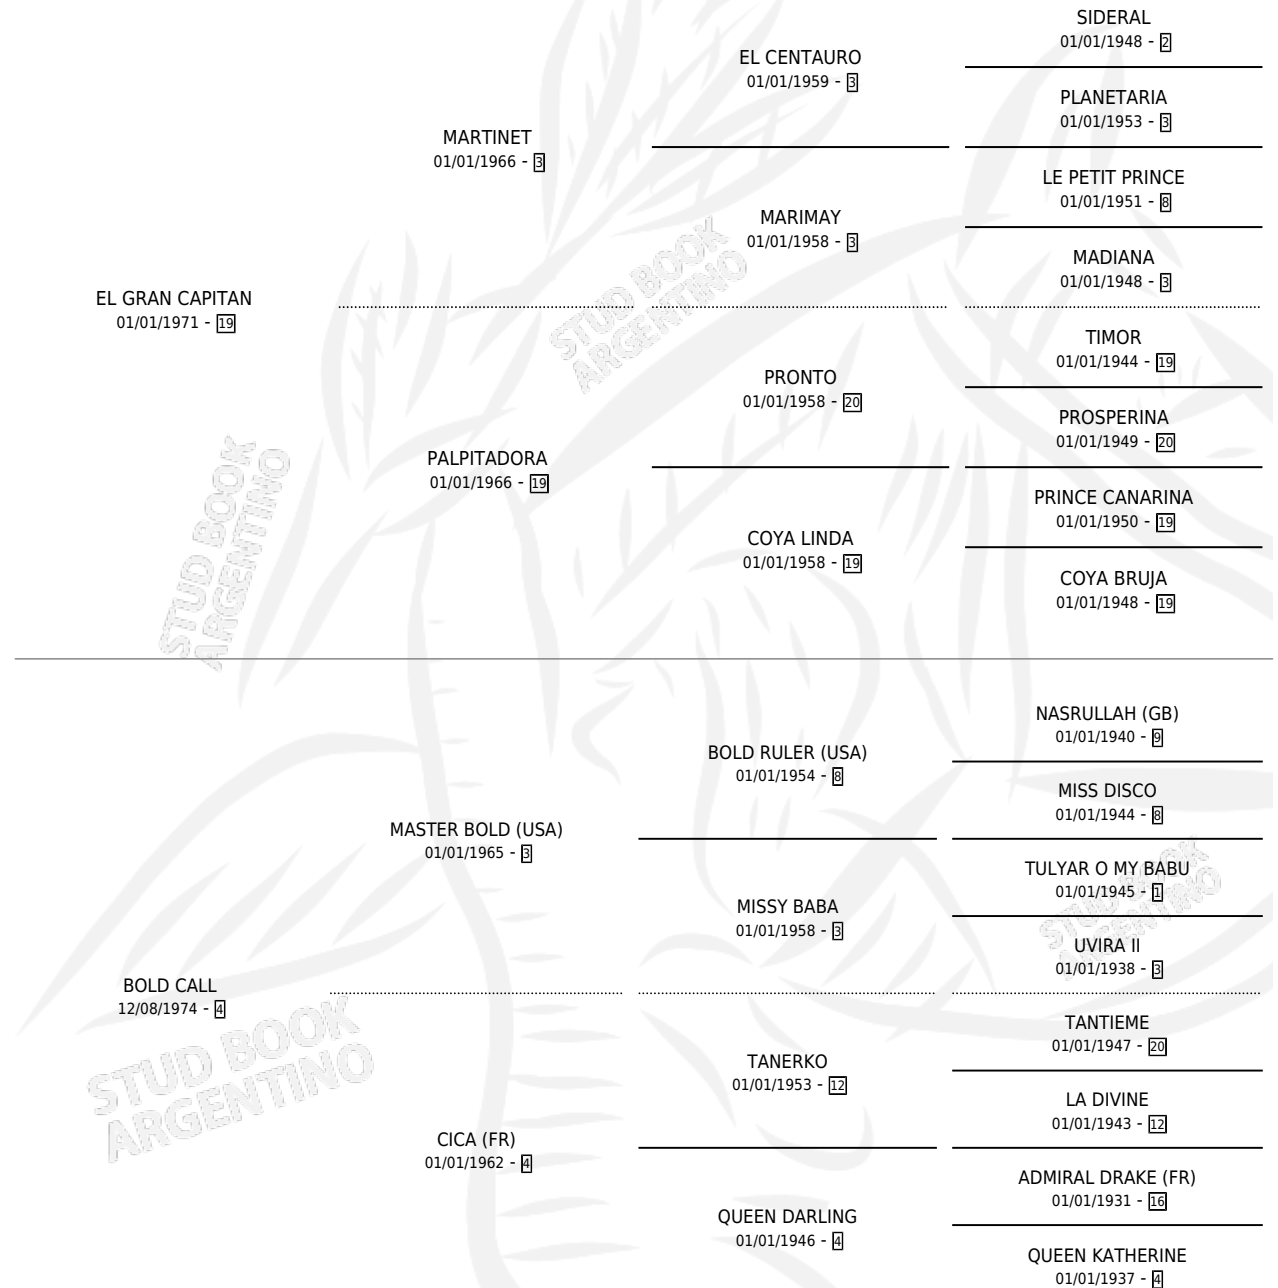 SIDERAL
01/01/1948 - 2
EL CENTAURO
01/01/1959 - 3
PLANETARIA
01/01/1953 - 3
MARTINET
01/01/1966 - 3
LE PETIT PRINCE
01/01/1951 - 8
MARIMAY
01/01/1958 - 3
MADIANA
01/01/1948 - 3
EL GRAN CAPITAN
01/01/1971 - 19
TIMOR
01/01/1944 - 19
PRONTO
01/01/1958 - 20
PROSPERINA
01/01/1949 - 20
PALPITADORA
01/01/1966 - 19
PRINCE CANARINA
01/01/1950 - 19
COYA LINDA
01/01/1958 - 19
COYA BRUJA
01/01/1948 - 19
NASRULLAH (GB)
01/01/1940 - 9
BOLD RULER (USA)
01/01/1954 - 8
MISS DISCO
01/01/1944 - 8
MASTER BOLD (USA)
01/01/1965 - 3
TULYAR O MY BABU
01/01/1945 - 1
MISSY BABA
01/01/1958 - 3
UVIRA II
01/01/1938 - 3
BOLD CALL
12/08/1974 - 4
TANTIEME
01/01/1947 - 20
TANERKO
01/01/1953 - 12
LA DIVINE
01/01/1943 - 12
CICA (FR)
01/01/1962 - 4
ADMIRAL DRAKE (FR)
01/01/1931 - 16
QUEEN DARLING
01/01/1946 - 4
QUEEN KATHERINE
01/01/1937 - 4
STUD BOOK
ARGENTINO
STUD BOOK
ARGENTINO
STUD BOOK
ARGENTINO
STUD BOOK
ARGENTINO